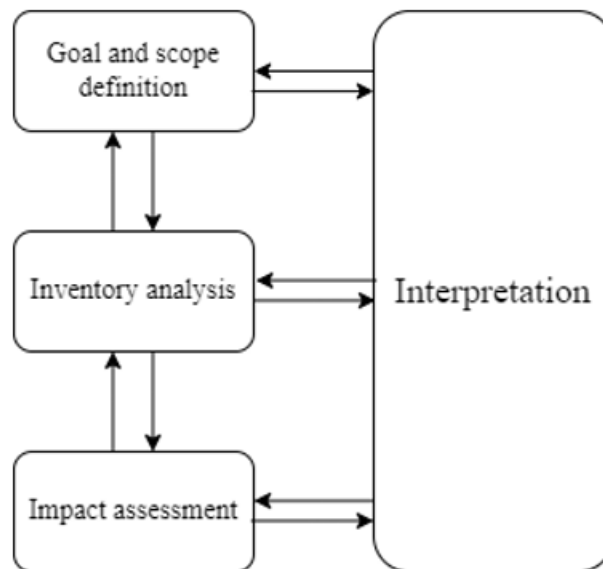 Goal and scope
definition
Inventory analysis
Interpretation
Impact assessment